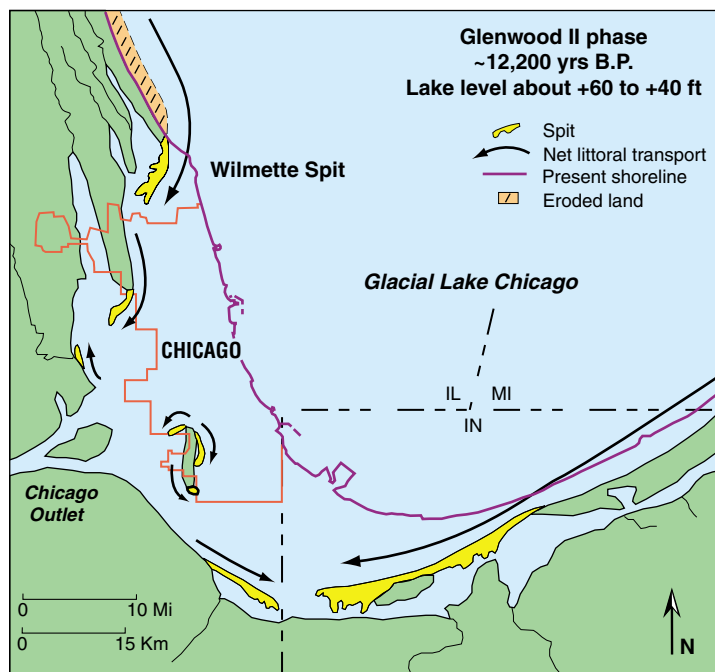 Glenwood II phase
~12,200 yrs B.P.
Lake level about +60 to +40 ft
Spit
Net littoral transport
Present shoreline
Eroded land
Wilmette Spit
Glacial Lake Chicago
CHICAGO
IL MI
IN
Chicago
Outlet
0 10 Mi
0 15 Km
N